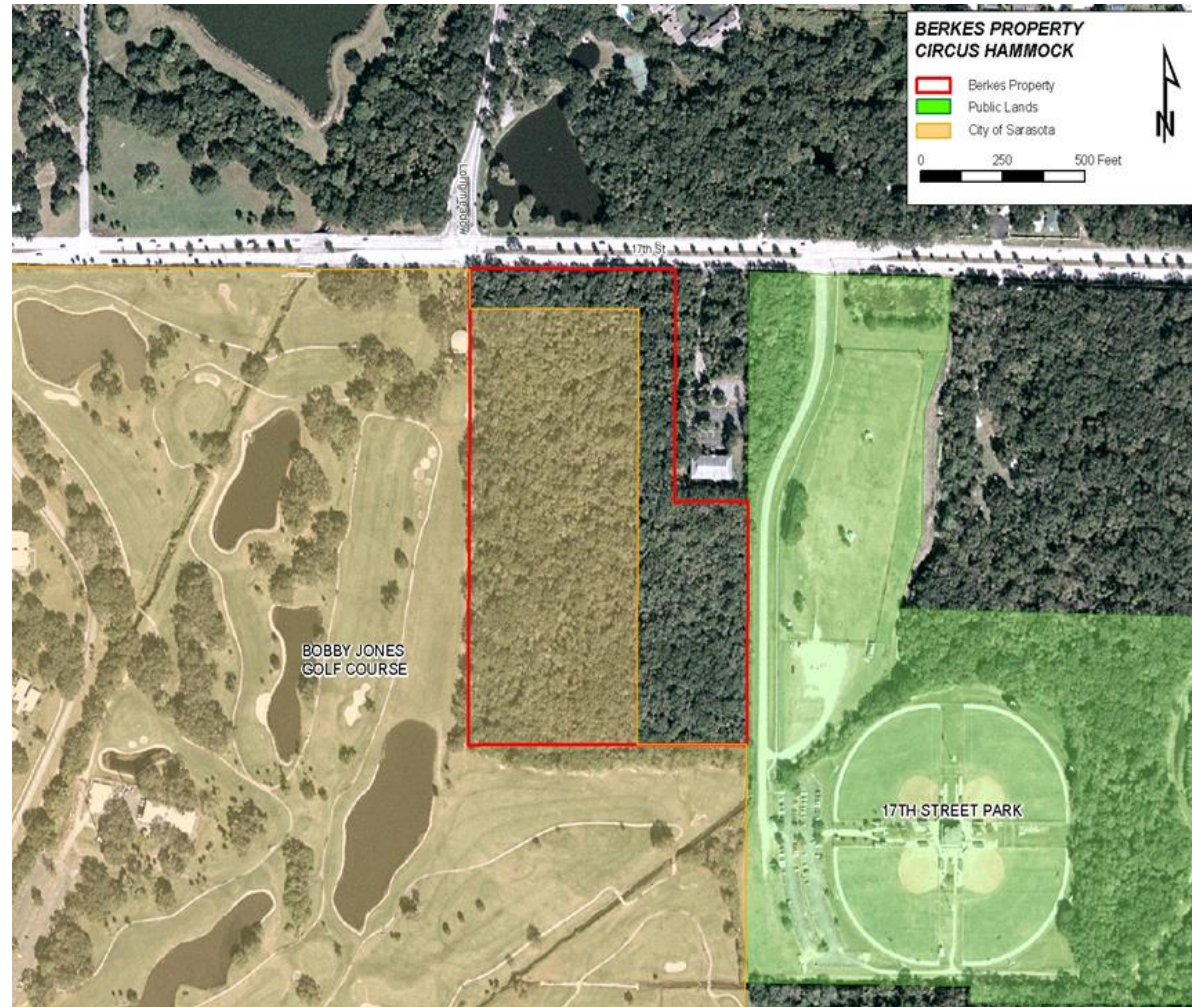 BERKES PROPERTY
CIRCUS HAMMOCK
Berkes Property
Public Lands
City of Sarasota
0 250 500 Feet
N
Longmeadow
17th St
BOBBY JONES
GOLF COURSE
17TH STREET PARK